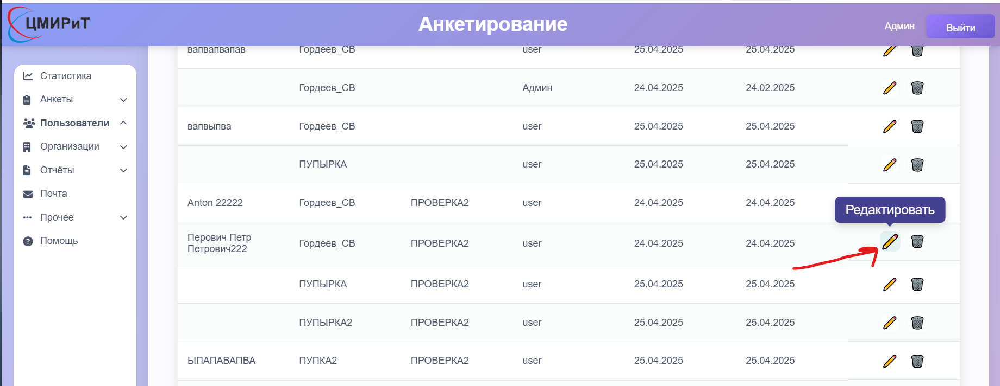 ЦМИРиТ
Анкетирование
Админ
Выйти
Статистика
Анкеты
Пользователи
Организации
Отчёты
Почта
Прочее
Помощь
вапвапвапав Гордеев_СВ user 25.04.2025 25.04.2025
Гордеев_СВ Админ 24.04.2025 24.02.2025
вапвыпва Гордеев_СВ user 25.04.2025 25.04.2025
ПУПЫРКА user 25.04.2025 25.04.2025
Anton 22222 Гордеев_СВ ПРОВЕРКА2 user 24.04.2025 24.04.2025
Редактировать
Перович Петр
Петрович222 Гордеев_СВ ПРОВЕРКА2 user 24.04.2025 24.04.2025
ПУПЫРКА ПРОВЕРКА2 user 25.04.2025 25.04.2025
ПУПЫРКА2 ПРОВЕРКА2 user 25.04.2025 25.04.2025
ЫПАПАВАПВА ПУПКА2 ПРОВЕРКА2 user 25.04.2025 25.04.2025